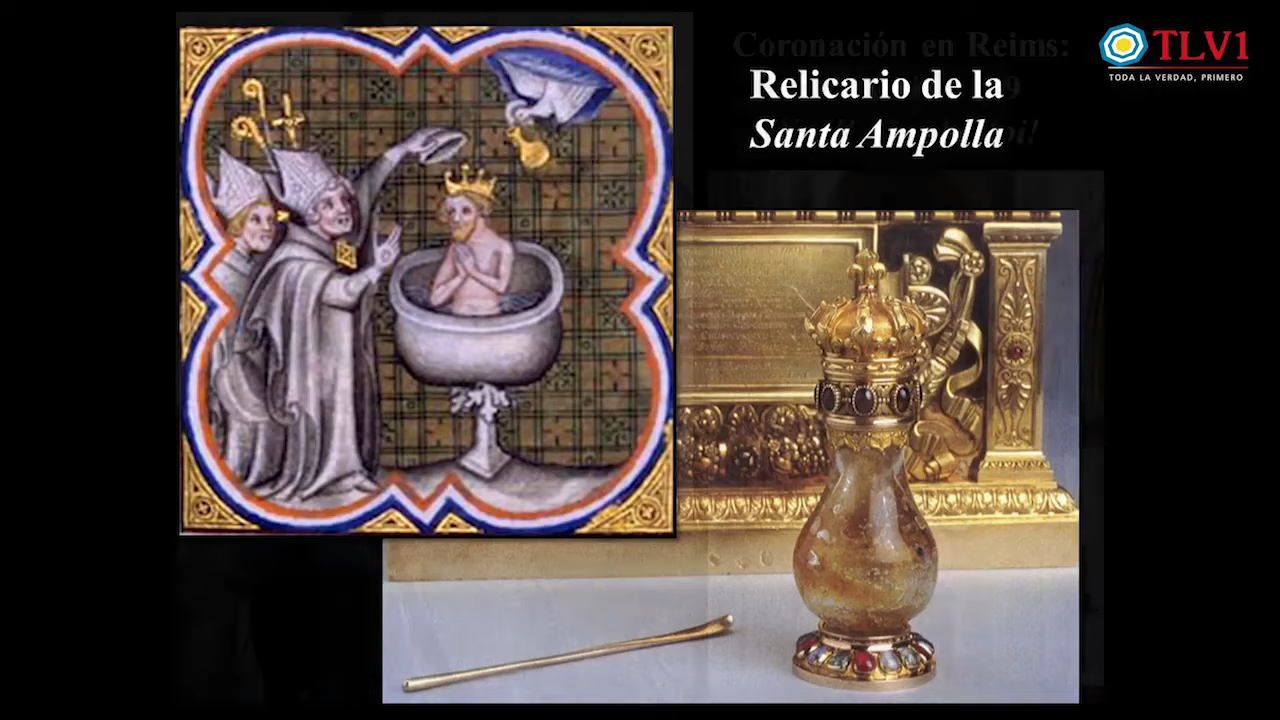 Coronación en Reims:
Relicario de la
Santa Ampolla
TLV1
TODA LA VERDAD, PRIMERO